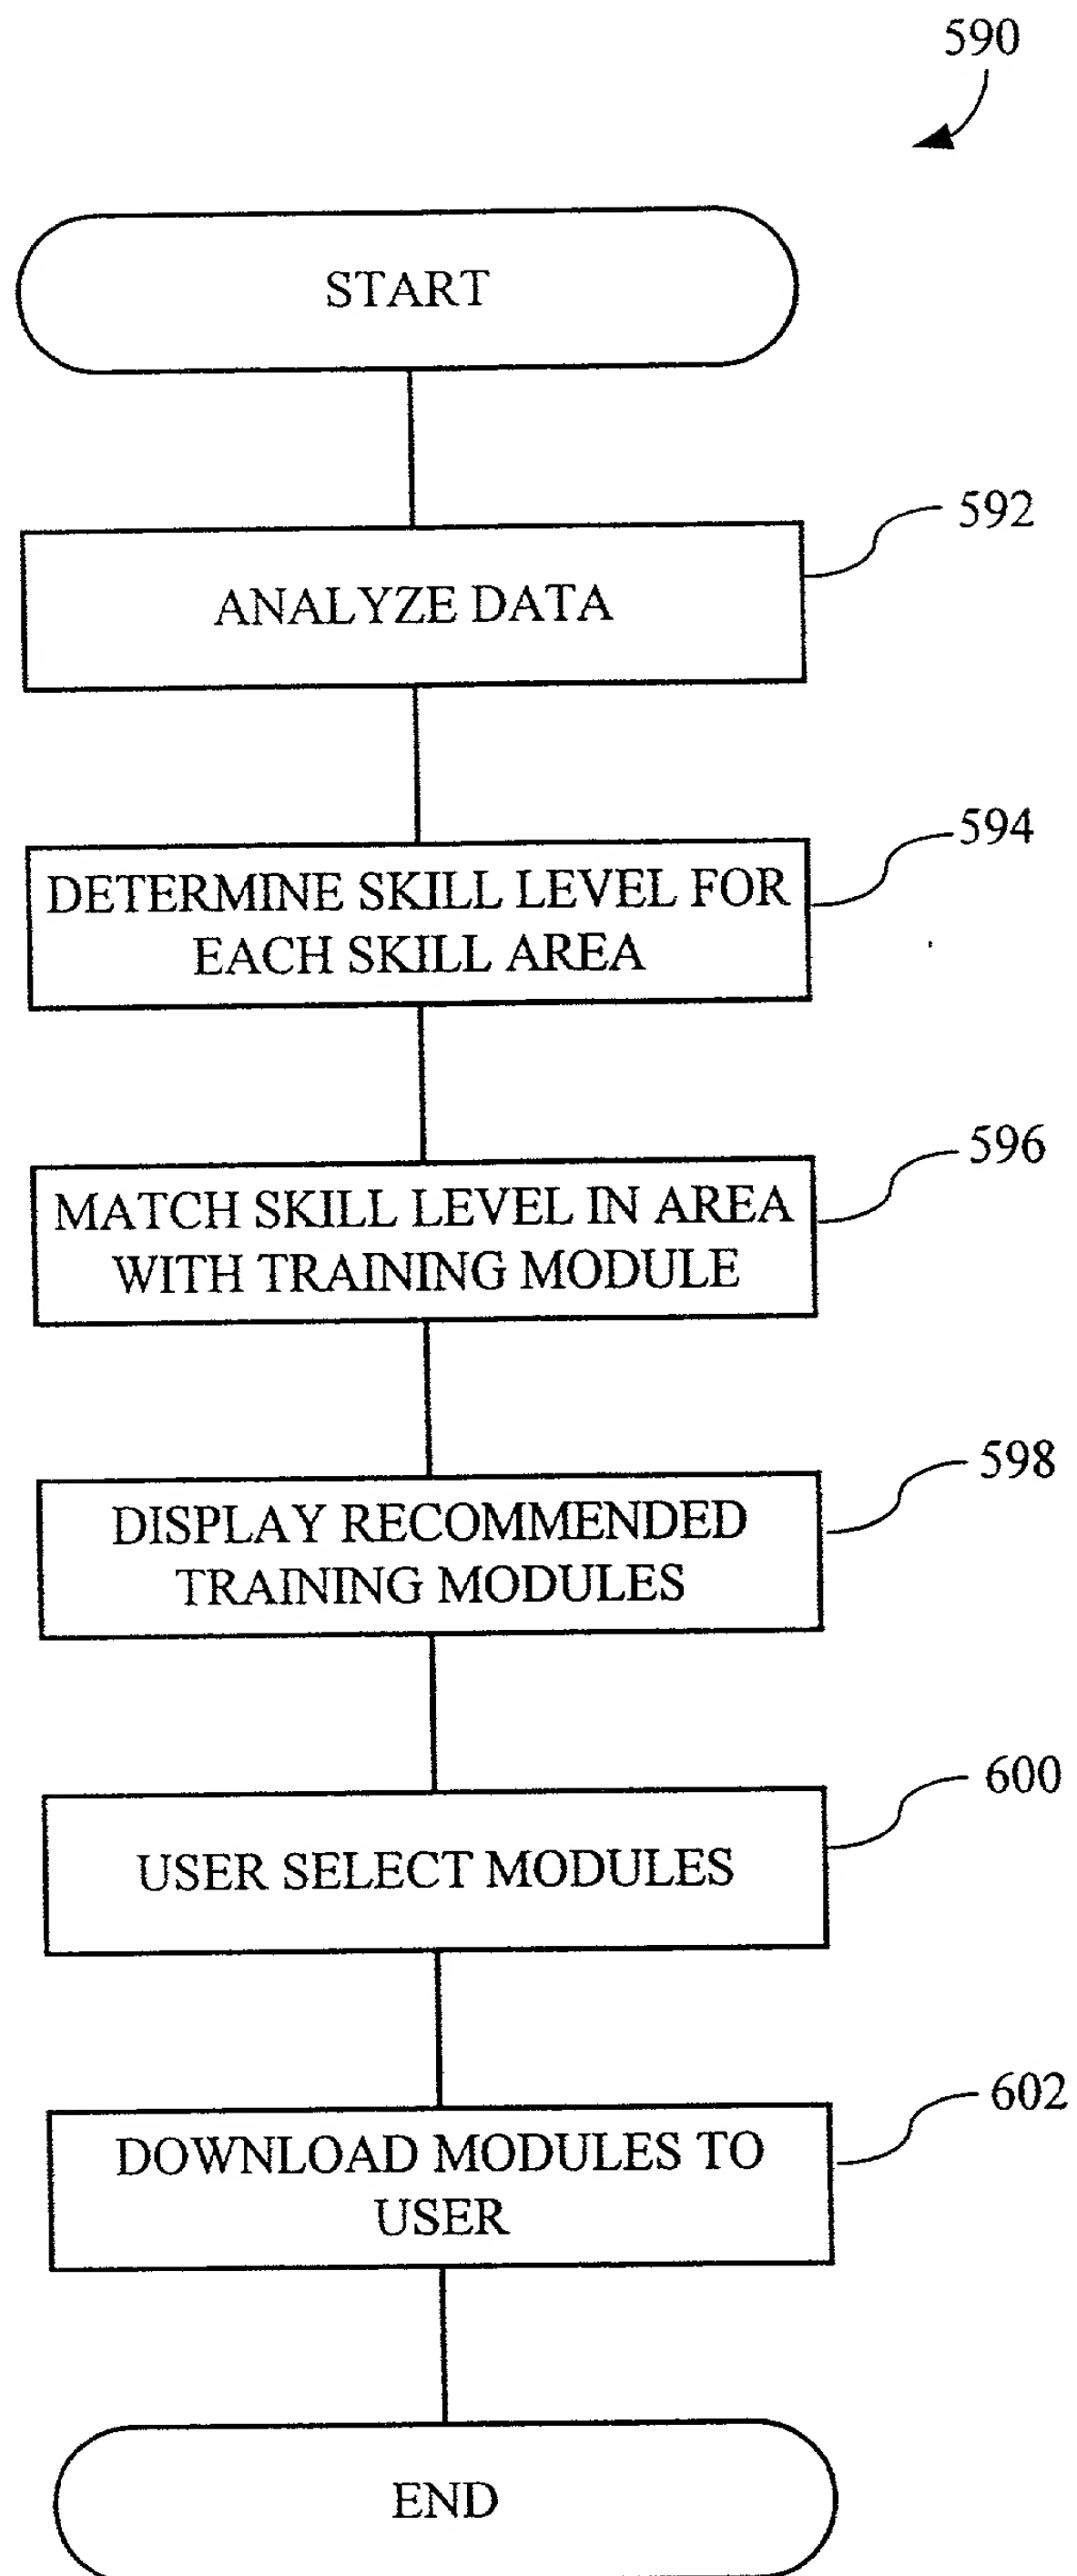 590
START
592
ANALYZE DATA
594
DETERMINE SKILL LEVEL FOR
EACH SKILL AREA
596
MATCH SKILL LEVEL IN AREA
WITH TRAINING MODULE
598
DISPLAY RECOMMENDED
TRAINING MODULES
600
USER SELECT MODULES
602
DOWNLOAD MODULES TO
USER
END